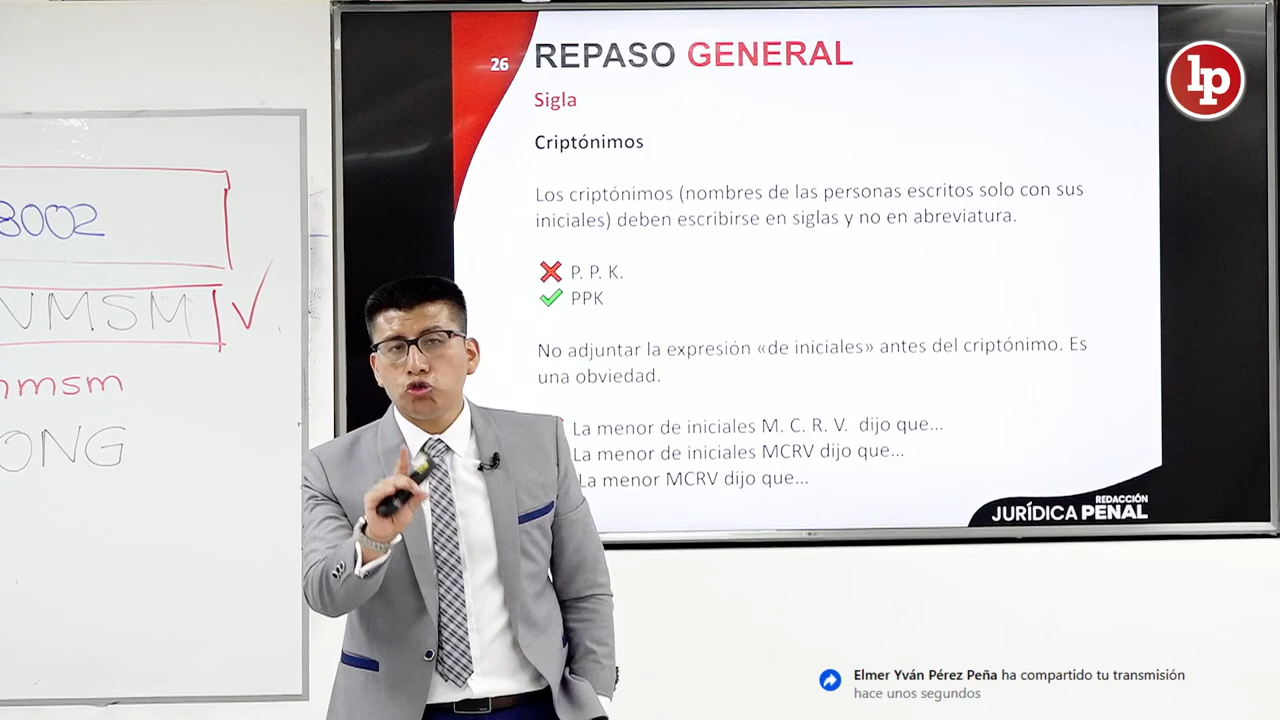 26
REPASO GENERAL
lp
Sigla
Criptónimos
Los criptónimos (nombres de las personas escritos solo con sus
iniciales) deben escribirse en siglas y no en abreviatura.
P. P. K.
PPK
No adjuntar la expresión «de iniciales» antes del criptónimo. Es
una obviedad.
La menor de iniciales M. C. R. V. dijo que...
La menor de iniciales MCRV dijo que...
La menor MCRV dijo que...
REDACCIÓN
JURÍDICA PENAL
8002
NMSM
nmsm
ONG
LG
Elmer Yván Pérez Peña ha compartido tu transmisión
hace unos segundos